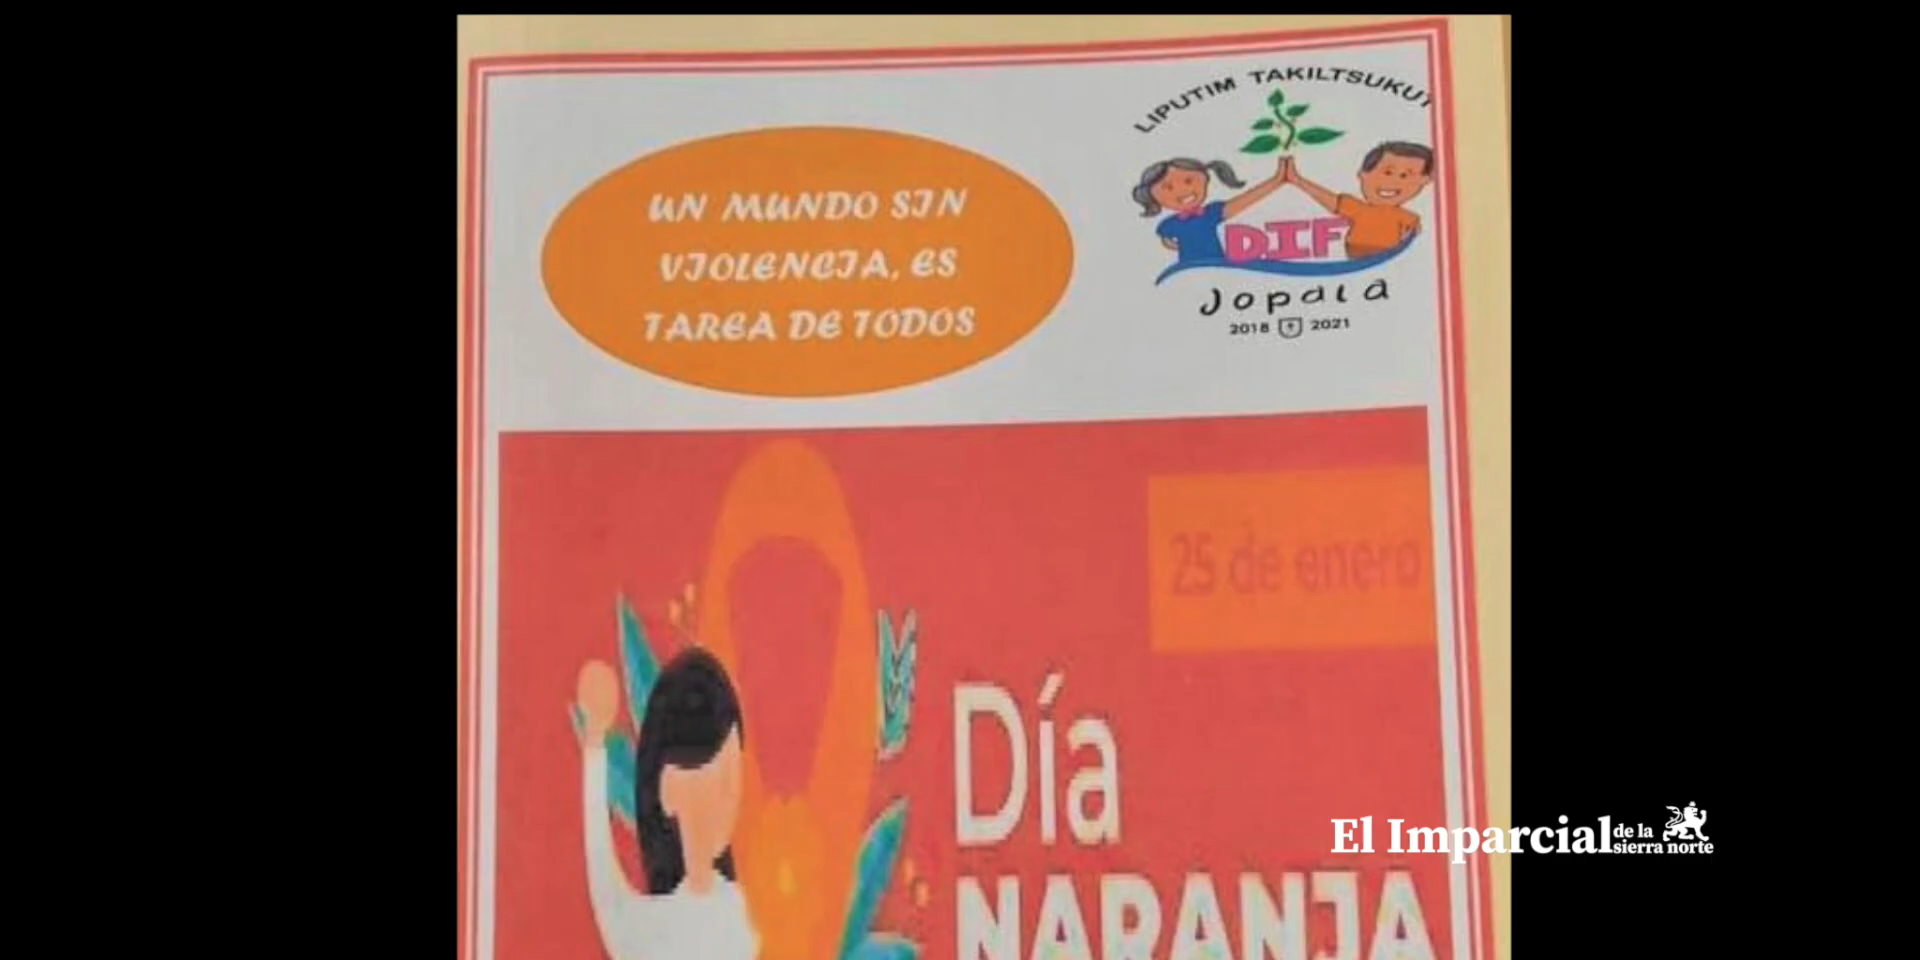 LIPUTIM TAKILTSUKUT
UN MUNDO SIN
VIOLENCIA, ES
TAREA DE TODOS
D.IF
Jopala
2018 2021
25 de enero
Día
NARANJA
El Imparcial de la sierra norte